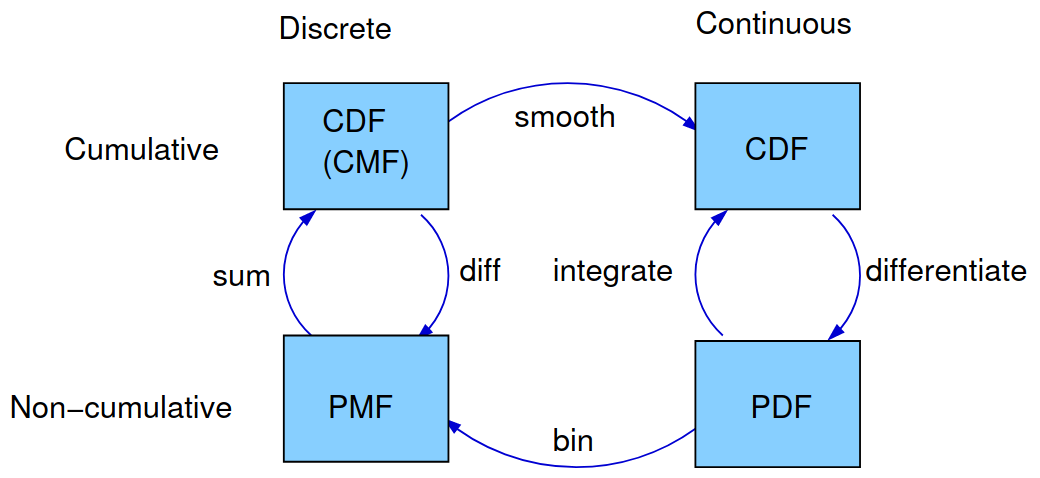 Discrete
Continuous
CDF
(CMF)
smooth
Cumulative
CDF
sum
diff
integrate
differentiate
Non−cumulative
PMF
PDF
bin